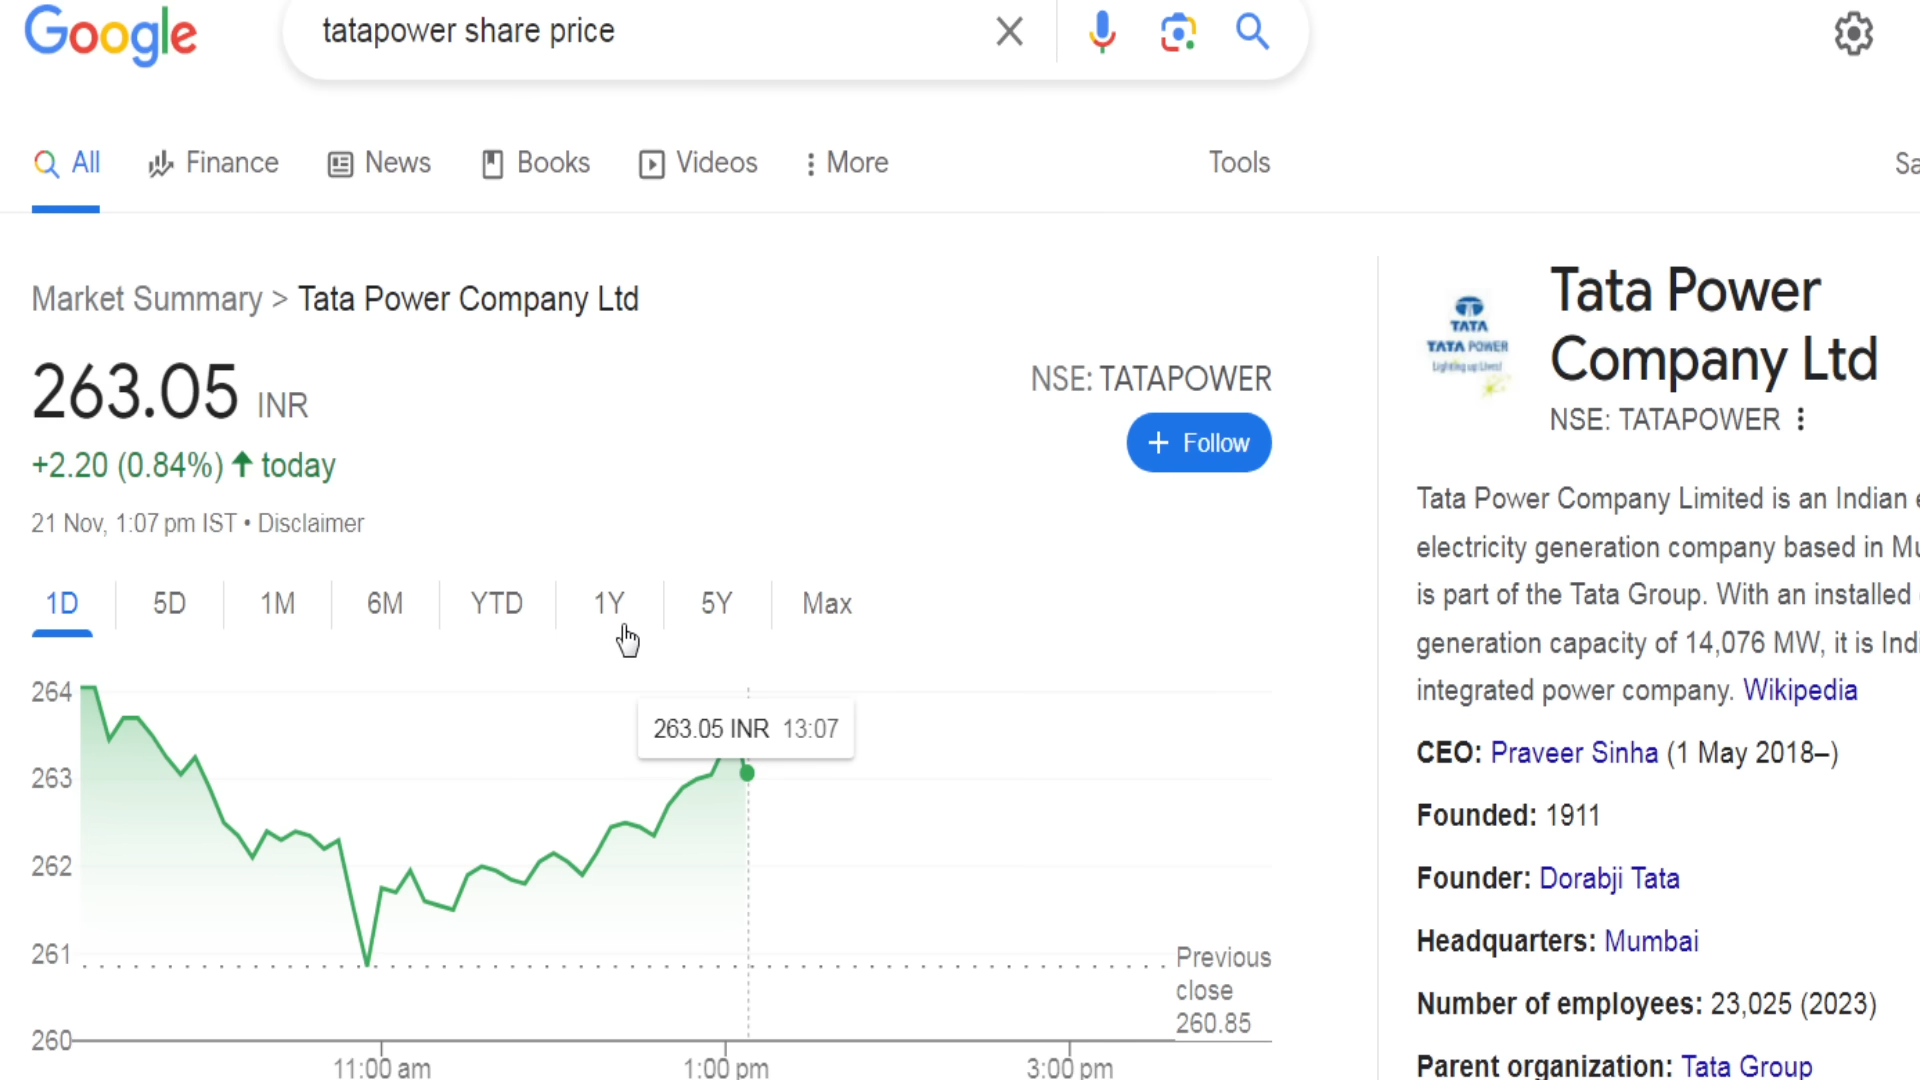 Google
tatapower share price
All
Finance
News
Books
Videos
More
Tools
Sa
Market Summary > Tata Power Company Ltd
263.05 INR
+2.20 (0.84%) ↑ today
21 Nov, 1:07 pm IST • Disclaimer
NSE: TATAPOWER
+ Follow
1D
5D
1M
6M
YTD
1Y
5Y
Max
264
263
262
261
260
263.05 INR 13:07
Previous
close
260.85
11:00 am
1:00 pm
3:00 pm
TATA
TATA POWER
Lighting up Lives!
Tata Power
Company Ltd
NSE: TATAPOWER
Tata Power Company Limited is an Indian e
electricity generation company based in Mu
is part of the Tata Group. With an installed
generation capacity of 14,076 MW, it is Indi
integrated power company. Wikipedia
CEO: Praveer Sinha (1 May 2018–)
Founded: 1911
Founder: Dorabji Tata
Headquarters: Mumbai
Number of employees: 23,025 (2023)
Parent organization: Tata Group